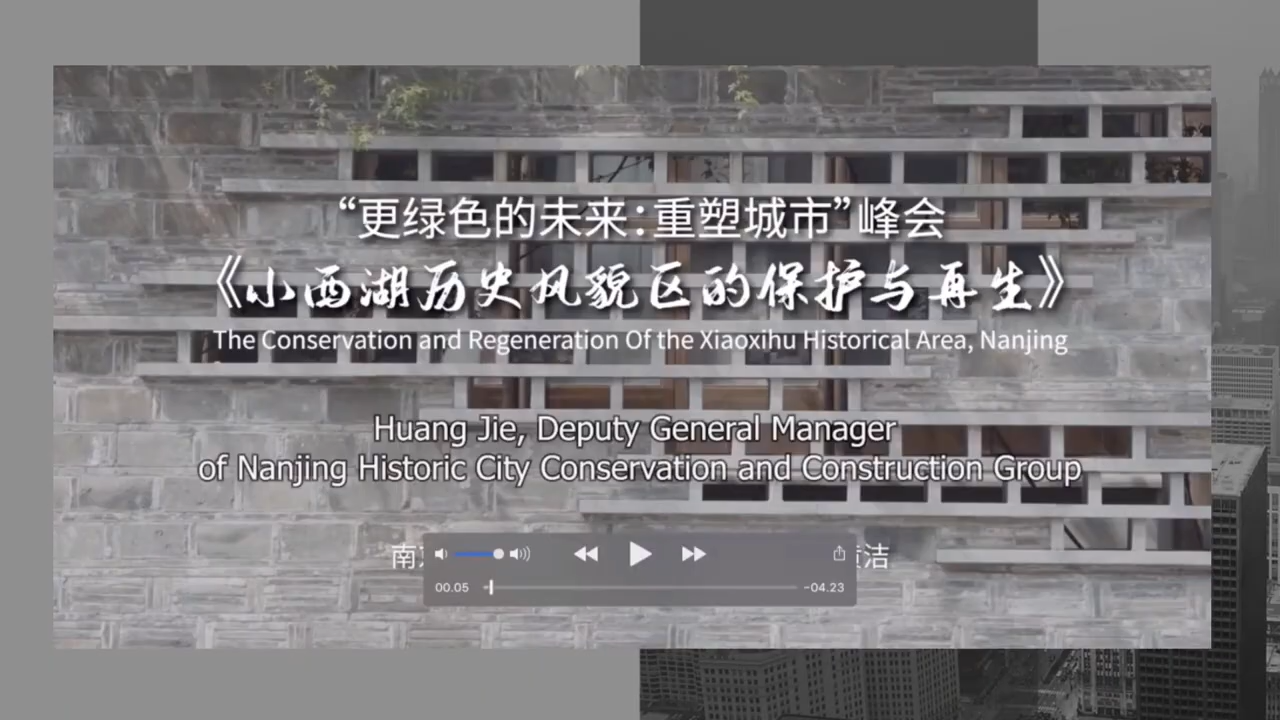 “更绿色的未来：重塑城市”峰会
《小西湖历史风貌区的保护与再生》
The Conservation and Regeneration Of the Xiaoxihu Historical Area, Nanjing
Huang Jie, Deputy General Manager
of Nanjing Historic City Conservation and Construction Group
南 洁
00.05 −04.23